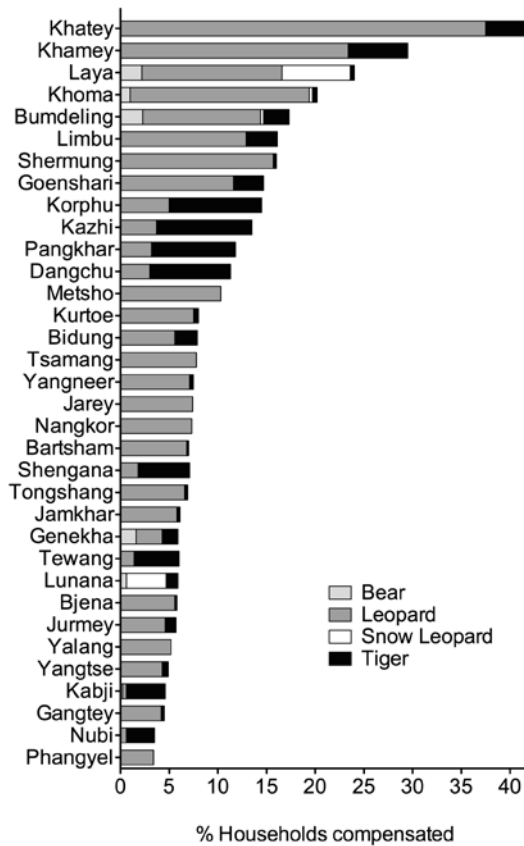 Khatey
Khamey
Laya
Khoma
Bumdeling
Limbu
Shermung
Goenshari
Korphu
Kazhi
Pangkhar
Dangchu
Metsho
Kurtoe
Bidung
Tsamang
Yangneer
Jarey
Nangkor
Bartsham
Shengana
Tongshang
Jamkhar
Genekha
Tewang
Lunana
Bjena
Jurmey
Yalang
Yangtse
Kabji
Gangtey
Nubi
Phangyel
Bear
Leopard
Snow Leopard
Tiger
0 5 10 15 20 25 30 35 40
% Households compensated